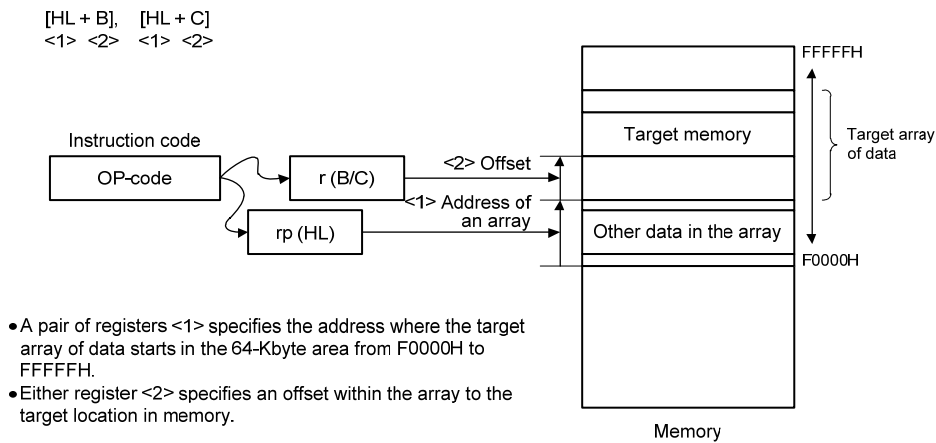 [HL + B], [HL + C]
<1> <2> <1> <2>
FFFFFH
Instruction code
OP-code
r (B/C)
<2> Offset
Target memory
Target array
of data
<1> Address of
an array
rp (HL)
Other data in the array
F0000H
•A pair of registers <1> specifies the address where the target
array of data starts in the 64-Kbyte area from F0000H to
FFFFFH.
•Either register <2> specifies an offset within the array to the
target location in memory.
Memory